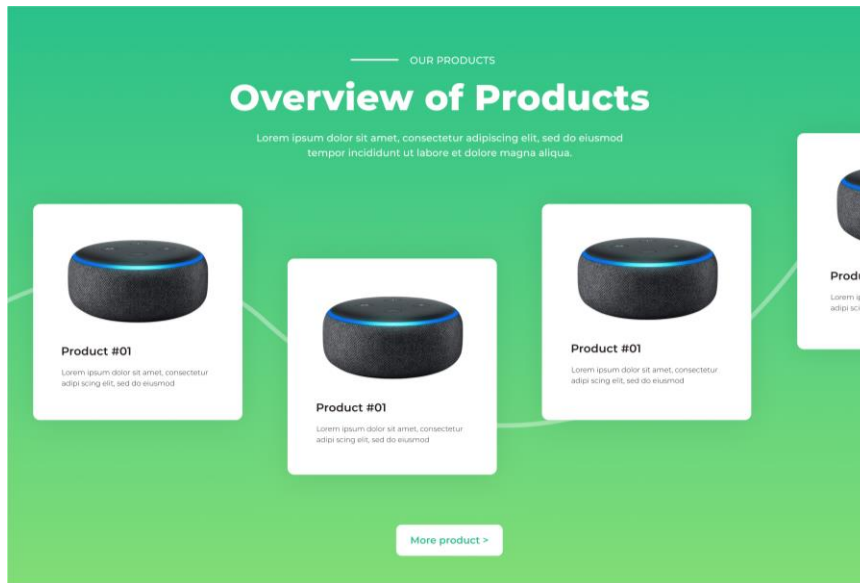 OUR PRODUCTS
Overview of Products
Lorem ipsum dolor sit amet, consectetur adipiscing elit, sed do eiusmod
tempor incididunt ut labore et dolore magna aliqua.
Product #01
Lorem ipsum dolor sit amet, consectetur
adipi scing elit, sed do eiusmod
Product #01
Lorem ipsum dolor sit amet, consectetur
adipi scing elit, sed do eiusmod
Product #01
Lorem ipsum dolor sit amet, consectetur
adipi scing elit, sed do eiusmod
Lorem
adipi
More product >